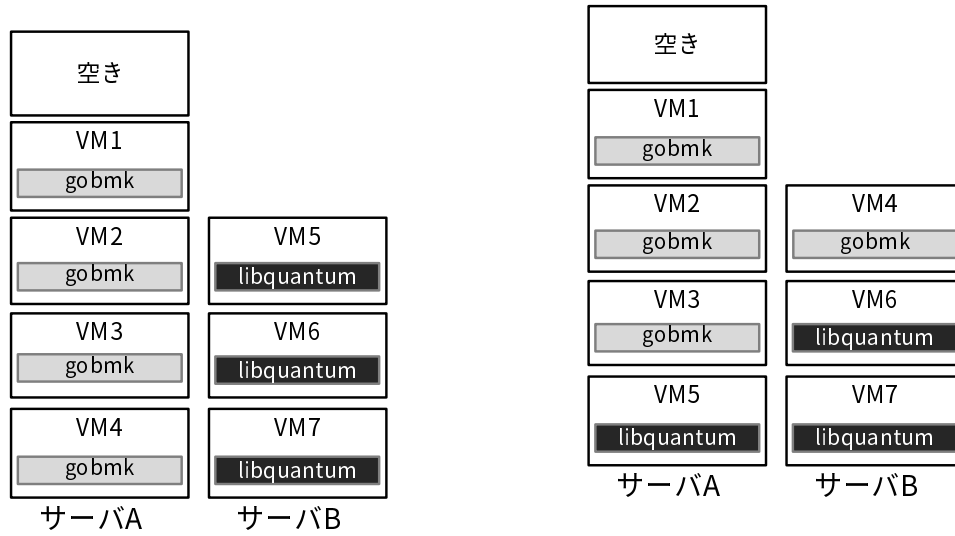 空き
VM1
gobmk
VM2
gobmk
VM3
gobmk
VM4
gobmk
サーバA
VM5
libquantum
VM6
libquantum
VM7
libquantum
サーバB
空き
VM1
gobmk
VM2
gobmk
VM3
gobmk
VM5
libquantum
サーバA
VM4
gobmk
VM6
libquantum
VM7
libquantum
サーバB